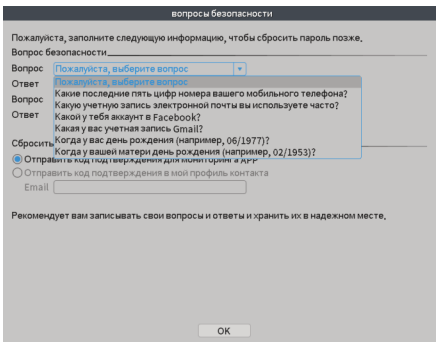 вопросы безопасности
Пожалуйста, заполните следующую информацию, чтобы сбросить пароль позже.
Вопрос безопасности
Вопрос Пожалуйста, выберите вопрос
Ответ Пожалуйста, выберите вопрос
Какие последние пять цифр номера вашего мобильного телефона?
Вопрос Какую учетную запись электронной почты вы используете часто?
Ответ Какой у тебя аккаунт в Facebook?
Какая у вас учетная запись Gmail?
Когда у вас день рождения (например, 06/1977)?
Сбросить Когда у вашей матери день рождения (например, 02/1953)?
Отправить код подтверждения для мониторинга APP
Отправить код подтверждения в мой профиль контакта
Email
Рекомендует вам записывать свои вопросы и ответы и хранить их в надежном месте.
OK